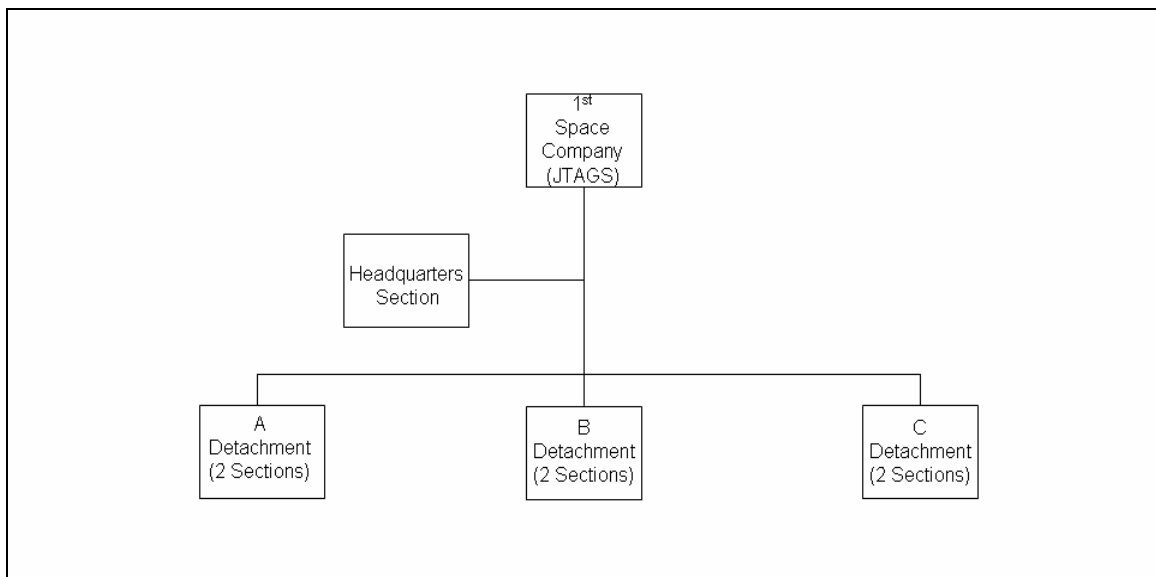 1st
Space
Company
(JTAGS)
Headquarters
Section
A
Detachment
(2 Sections)
B
Detachment
(2 Sections)
C
Detachment
(2 Sections)